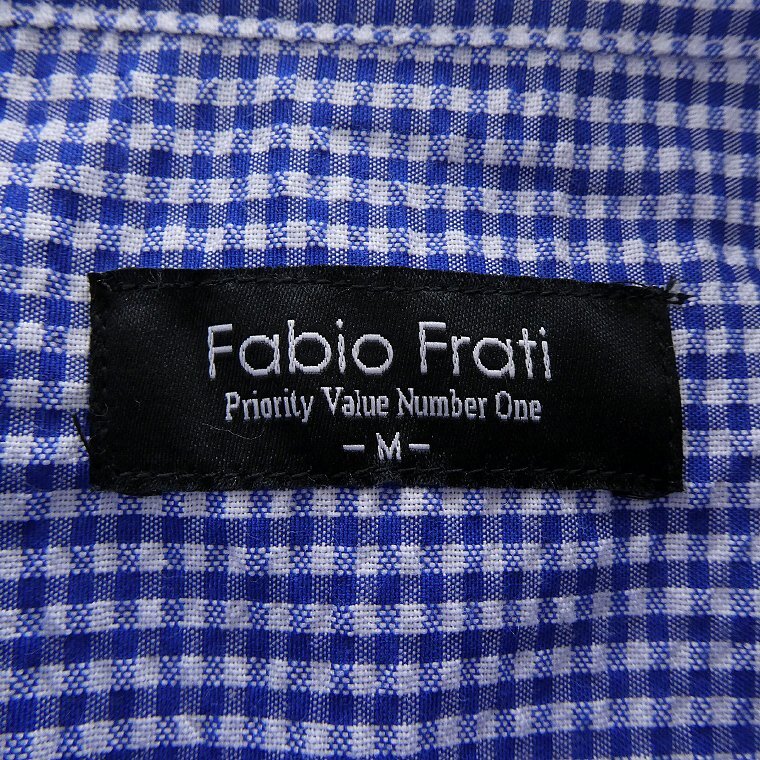 Fabio Frati
Priority Value Number One
- M -